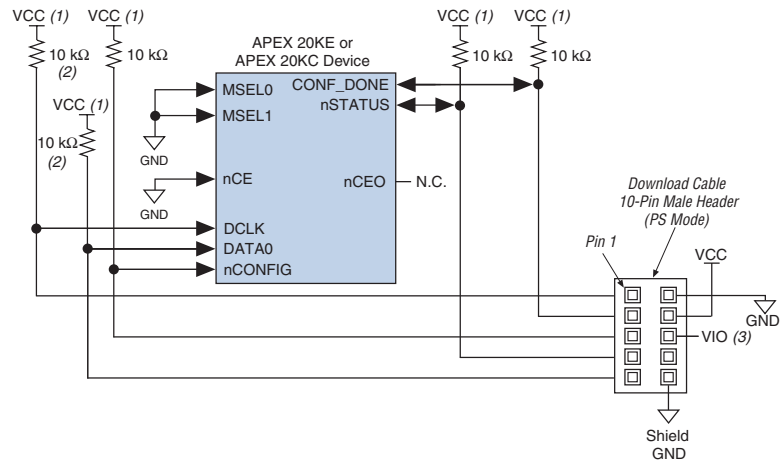 VCC (1)
VCC (1)
VCC (1)
VCC (1)
10 kΩ
(2)
10 kΩ
10 kΩ
10 kΩ
APEX 20KE or
APEX 20KC Device
VCC (1)
10 kΩ
(2)
MSEL0
MSEL1
CONF_DONE
nSTATUS
GND
nCE
nCEO
N.C.
GND
DCLK
DATA0
nCONFIG
Download Cable
10-Pin Male Header
(PS Mode)
Pin 1
VCC
GND
VIO (3)
Shield
GND